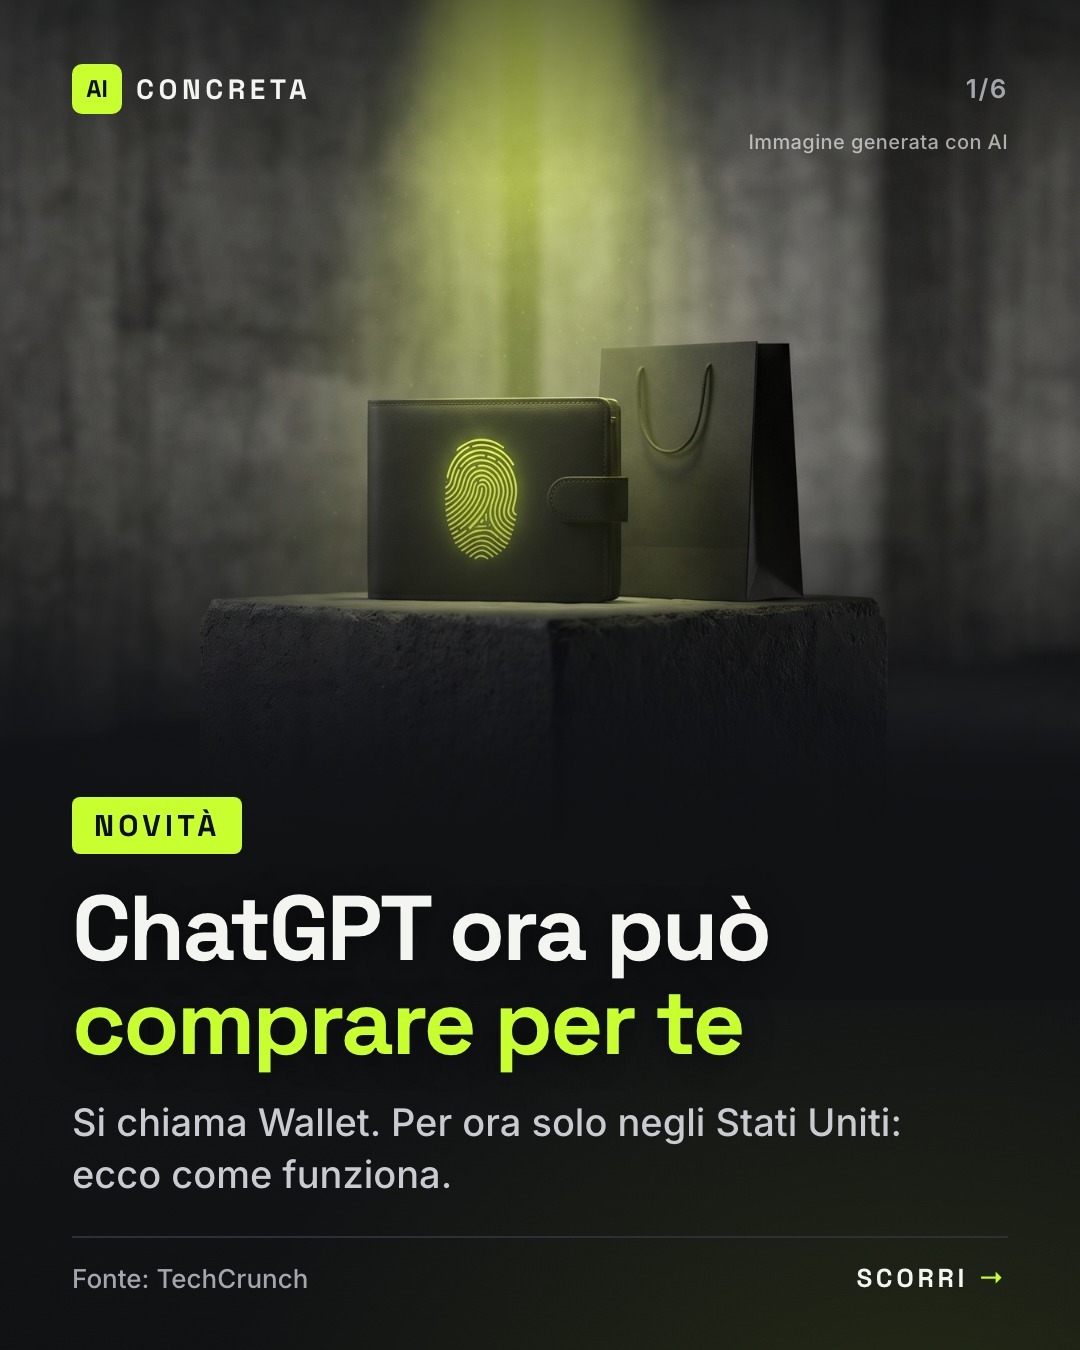 AI CONCRETA
1/6
Immagine generata con AI
NOVITÀ
ChatGPT ora può
comprare per te
Si chiama Wallet. Per ora solo negli Stati Uniti:
ecco come funziona.
Fonte: TechCrunch
SCORRI →